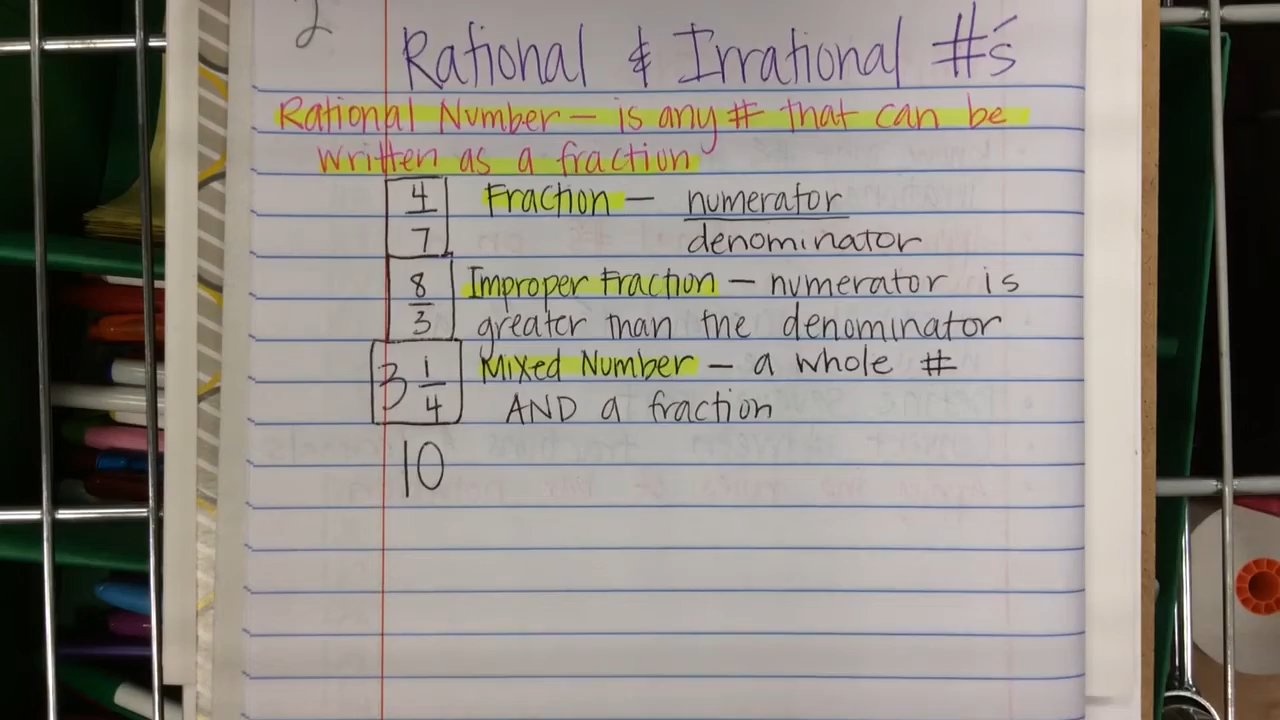 2
Rational & Irrational #'s
Rational Number – is any # that can be
written as a fraction
4/7 Fraction – numerator
denominator
8/3 Improper Fraction – numerator is
greater than the denominator
3 1/4 Mixed Number – a whole #
AND a fraction
10